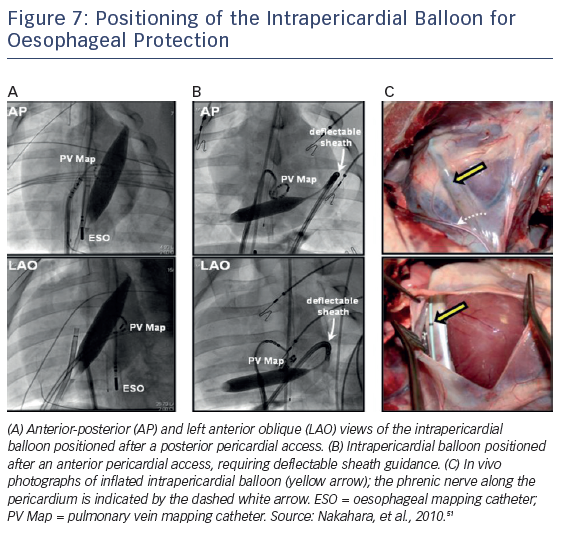 Figure 7: Positioning of the Intrapericardial Balloon for
Oesophageal Protection
A
B
C
AP
PV Map
ESO
AP
deflectable
sheath
PV Map
LAO
PV Map
ESO
LAO
deflectable
sheath
PV Map
(A) Anterior-posterior (AP) and left anterior oblique (LAO) views of the intrapericardial
balloon positioned after a posterior pericardial access. (B) Intrapericardial balloon positioned
after an anterior pericardial access, requiring deflectable sheath guidance. (C) In vivo
photographs of inflated intrapericardial balloon (yellow arrow); the phrenic nerve along the
pericardium is indicated by the dashed white arrow. ESO = oesophageal mapping catheter;
PV Map = pulmonary vein mapping catheter. Source: Nakahara, et al., 2010.⁵¹